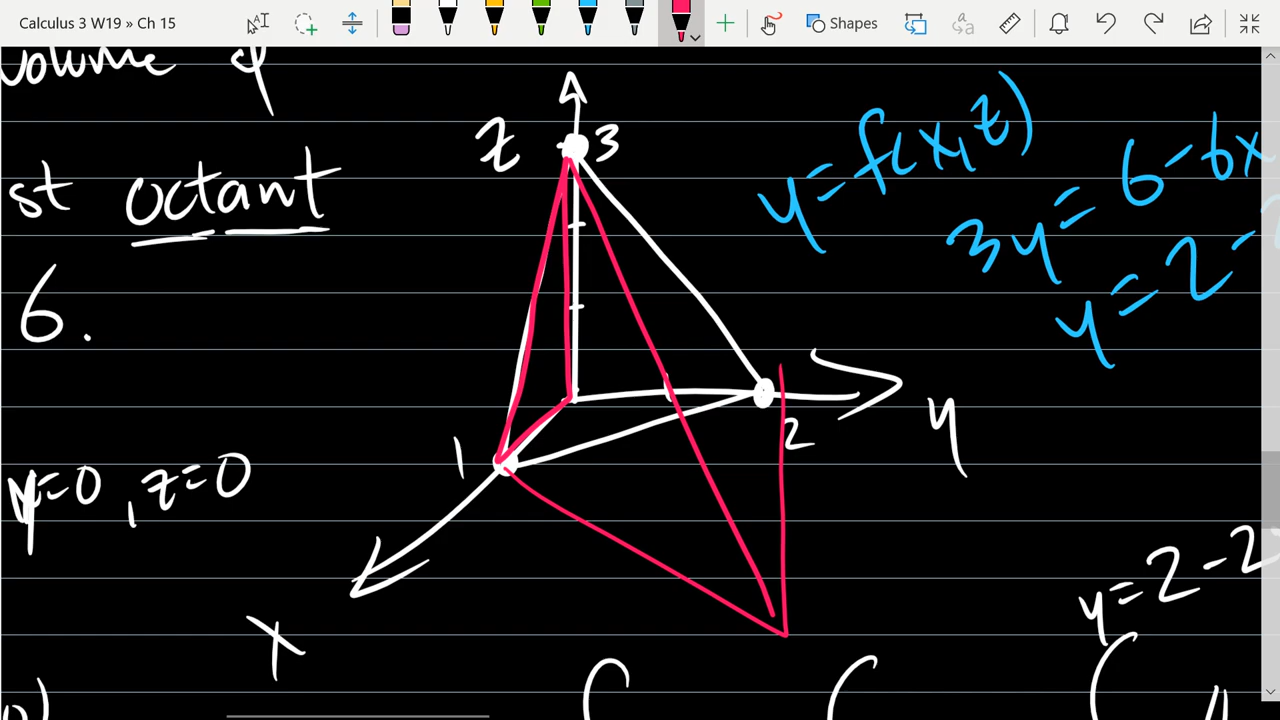 Calculus 3 W19 » Ch 15
Shapes
volume of
st octant
6.
y=0, z=0
z
3
1
2
y
x
y=f(x,z)
3y=6-6x
y=2-
y=2-2